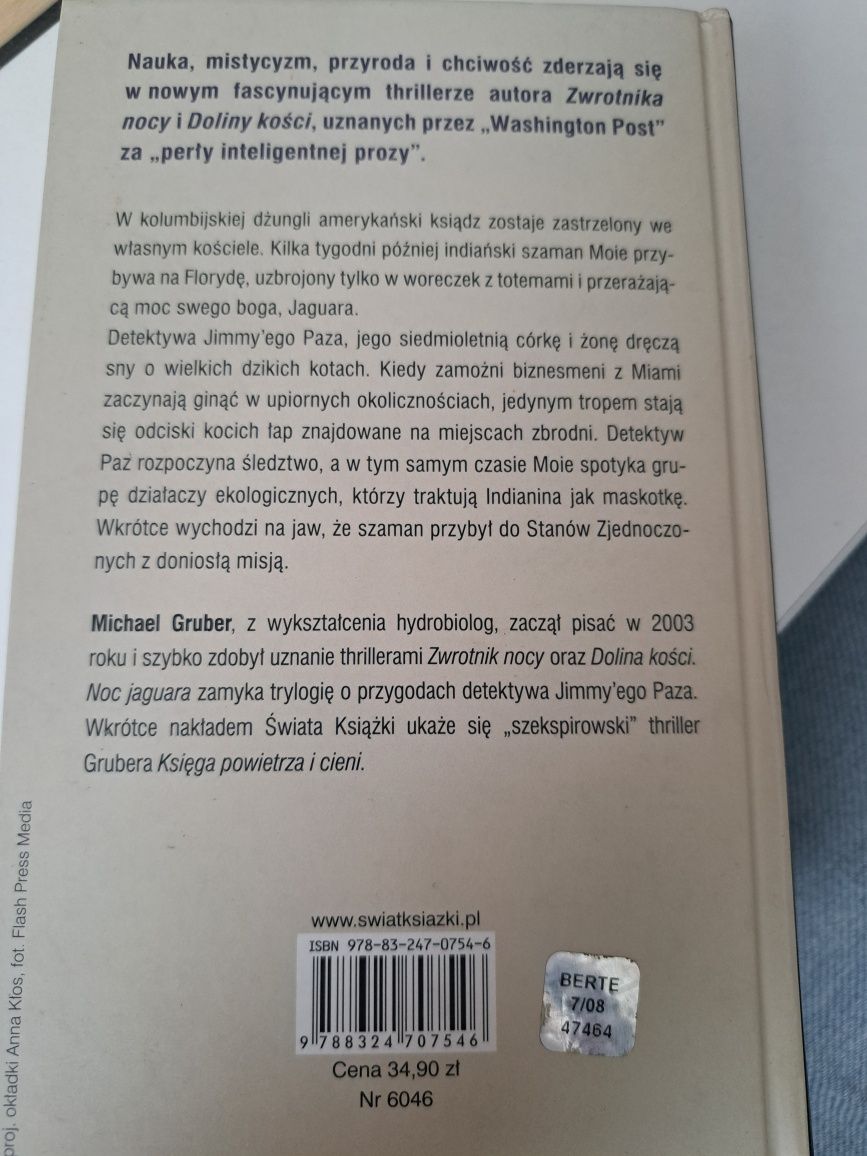 Nauka, mistycyzm, przyroda i chciwość zderzają się
w nowym fascynującym thrillerze autora Zwrotnika
nocy i Doliny kości, uznanych przez „Washington Post”
za „perły inteligentnej prozy”.
W kolumbijskiej dżungli amerykański ksiądz zostaje zastrzelony we
własnym kościele. Kilka tygodni później indiański szaman Moie przy-
bywa na Florydę, uzbrojony tylko w woreczek z totemami i przerażają-
cą moc swego boga, Jaguara.
Detektywa Jimmy’ego Paza, jego siedmioletnią córkę i żonę dręczą
sny o wielkich dzikich kotach. Kiedy zamożni biznesmeni z Miami
zaczynają ginąć w upiornych okolicznościach, jedynym tropem stają
się odciski kocich łap znajdowane na miejscach zbrodni. Detektyw
Paz rozpoczyna śledztwo, a w tym samym czasie Moie spotyka gru-
pę działaczy ekologicznych, którzy traktują Indianina jak maskotkę.
Wkrótce wychodzi na jaw, że szaman przybył do Stanów Zjednoczo-
nych z doniosłą misją.
Michael Gruber, z wykształcenia hydrobiolog, zaczął pisać w 2003
roku i szybko zdobył uznanie thrillerami Zwrotnik nocy oraz Dolina kości.
Noc jaguara zamyka trylogię o przygodach detektywa Jimmy’ego Paza.
Wkrótce nakładem Świata Książki ukaże się „szekspirowski” thriller
Grubera Księga powietrza i cieni.
proj. okładki Anna Kłos, fot. Flash Press Media
www.swiatksiazki.pl
ISBN 978-83-247-0754-6
9 788324 707546
Cena 34,90 zł
Nr 6046
BERTE
7/08
47464